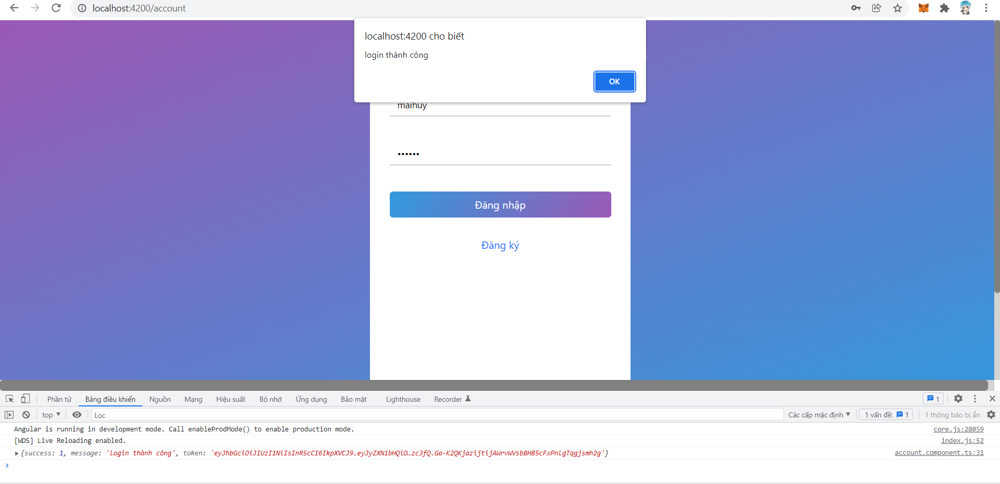 localhost:4200/account
localhost:4200 cho biết
login thành công
OK
maihuy
Đăng nhập
Đăng ký
Phần tử Bảng điều khiển Nguồn Mạng Hiệu suất Bộ nhớ Ứng dụng Bảo mật Lighthouse Recorder 1
top Lọc Các cấp mặc định 1 vấn đề: 1 1 thông báo bị ẩn
Angular is running in development mode. Call enableProdMode() to enable production mode. core.js:28059
[WDS] Live Reloading enabled. index.js:52
{success: 1, message: 'login thành công', token: 'eyJhbGciOiJIUzI1NiIsInR5cCI6IkpXVCJ9.eyJyZXN1bHQiO…zc3fQ.Ga-K2QKjazijtijAWrvWVsbBH85cFxPnlgTqgjsmh2g'} account.component.ts:31